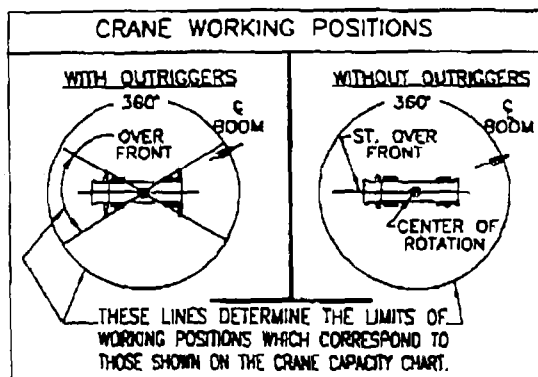 CRANE WORKING POSITIONS
WITH OUTRIGGERS
360°
℄
BOOM
OVER
FRONT
WITHOUT OUTRIGGERS
360°
℄
BOOM
ST. OVER
FRONT
CENTER OF
ROTATION
THESE LINES DETERMINE THE LIMITS OF
WORKING POSITIONS WHICH CORRESPOND TO
THOSE SHOWN ON THE CRANE CAPACITY CHART.